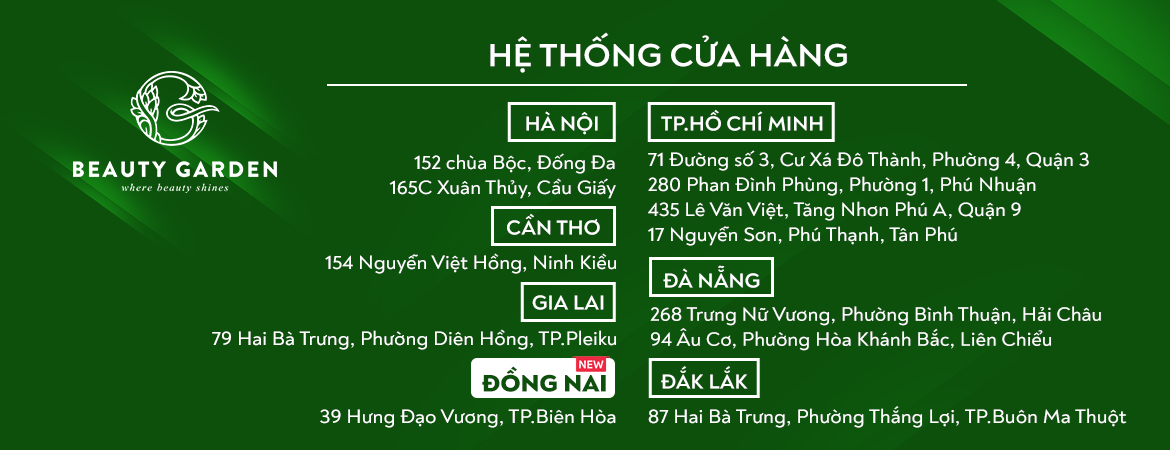 HỆ THỐNG CỬA HÀNG
BEAUTY GARDEN
where beauty shines
HÀ NỘI
152 chùa Bộc, Đống Đa
165C Xuân Thủy, Cầu Giấy
CẦN THƠ
154 Nguyễn Việt Hồng, Ninh Kiều
GIA LAI
79 Hai Bà Trưng, Phường Diên Hồng, TP.Pleiku
NEW
ĐỒNG NAI
39 Hưng Đạo Vương, TP.Biên Hòa
TP.HỒ CHÍ MINH
71 Đường số 3, Cư Xá Đô Thành, Phường 4, Quận 3
280 Phan Đình Phùng, Phường 1, Phú Nhuận
435 Lê Văn Việt, Tăng Nhơn Phú A, Quận 9
17 Nguyễn Sơn, Phú Thạnh, Tân Phú
ĐÀ NẴNG
268 Trưng Nữ Vương, Phường Bình Thuận, Hải Châu
94 Âu Cơ, Phường Hòa Khánh Bắc, Liên Chiểu
ĐẮK LẮK
87 Hai Bà Trưng, Phường Thắng Lợi, TP.Buôn Ma Thuột